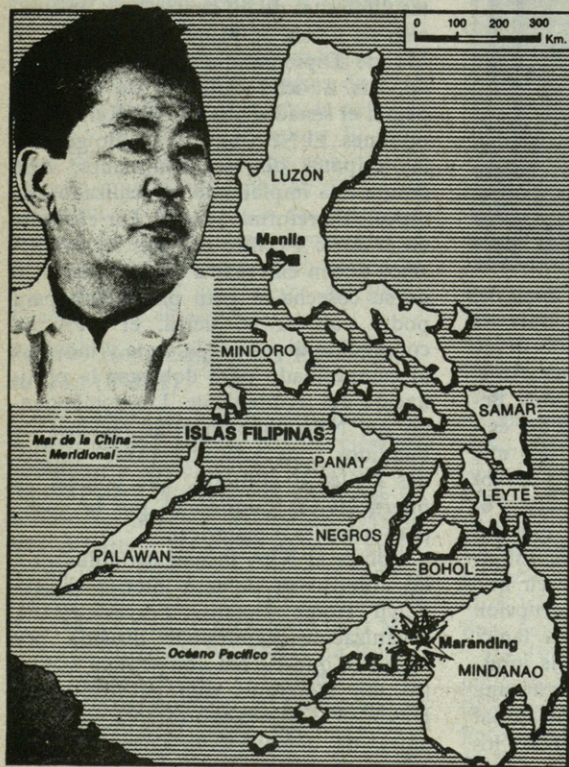 0 100 200 300
Km.
LUZÓN
Manila
MINDORO
Mar de la China
Meridional
ISLAS FILIPINAS
SAMAR
PANAY
LEYTE
NEGROS
PALAWAN
BOHOL
Océano Pacífico
Maranding
MINDANAO